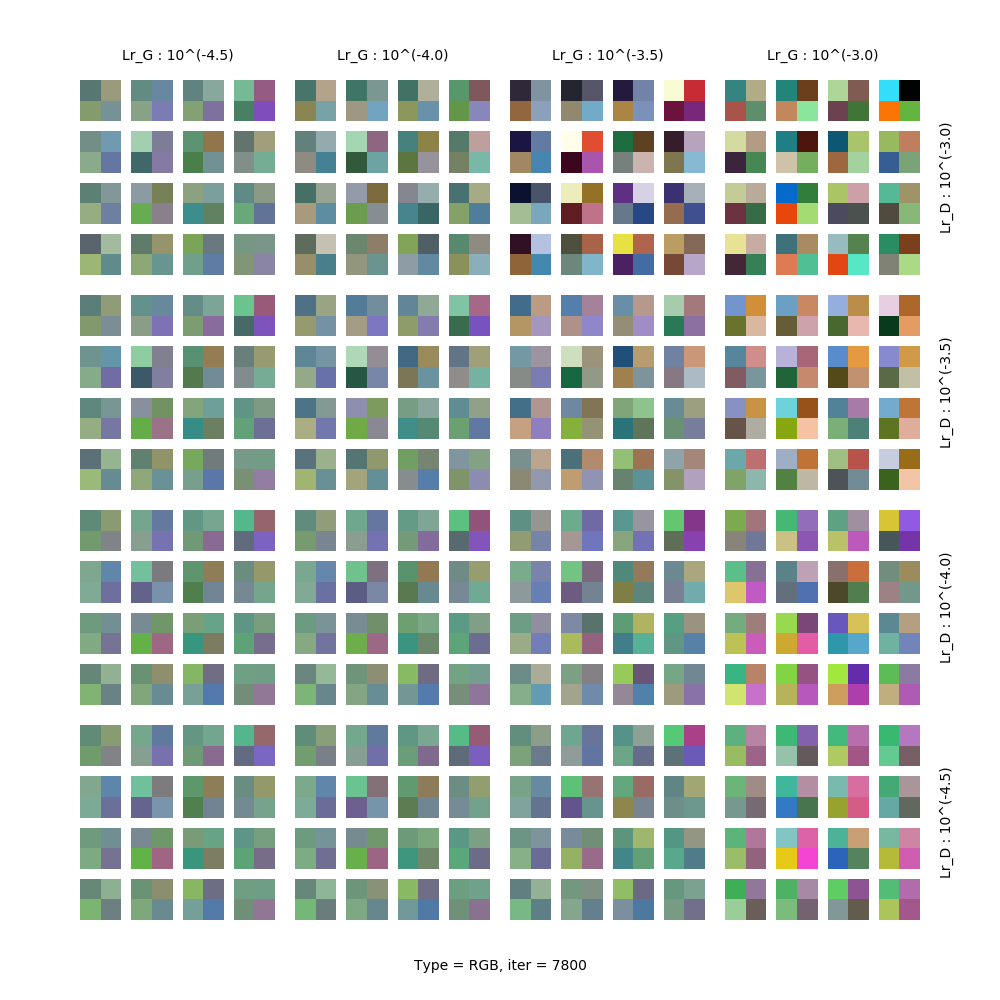 Lr_G : 10^(-4.5)
Lr_G : 10^(-4.0)
Lr_G : 10^(-3.5)
Lr_G : 10^(-3.0)
Lr_D : 10^(-3.0)
Lr_D : 10^(-3.5)
Lr_D : 10^(-4.0)
Lr_D : 10^(-4.5)
Type = RGB, iter = 7800